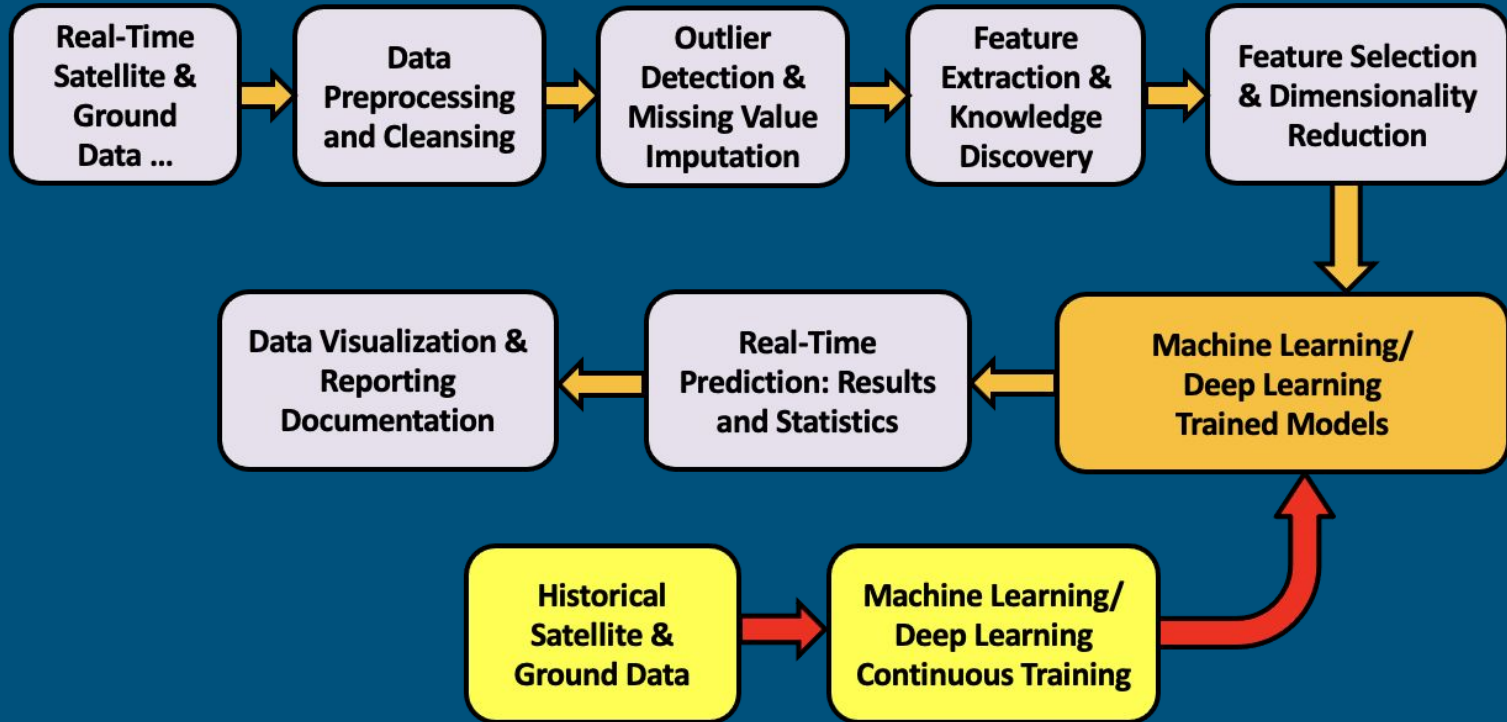 Real-Time
Satellite &
Ground
Data ...
Data
Preprocessing
and Cleansing
Outlier
Detection &
Missing Value
Imputation
Feature
Extraction &
Knowledge
Discovery
Feature Selection
& Dimensionality
Reduction
Data Visualization &
Reporting
Documentation
Real-Time
Prediction: Results
and Statistics
Machine Learning/
Deep Learning
Trained Models
Historical
Satellite &
Ground Data
Machine Learning/
Deep Learning
Continuous Training